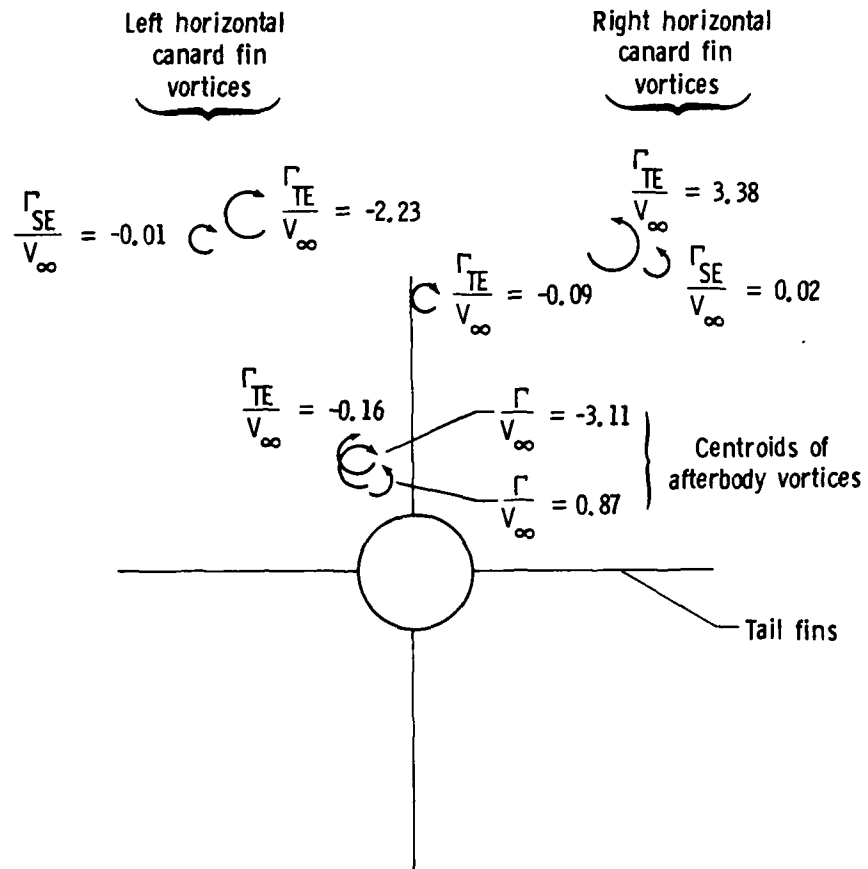 Left horizontal
canard fin
vortices
Right horizontal
canard fin
vortices
Γ_SE/V_∞ = -0.01
Γ_TE/V_∞ = -2.23
Γ_TE/V_∞ = 3.38
Γ_SE/V_∞ = 0.02
Γ_TE/V_∞ = -0.09
Γ_TE/V_∞ = -0.16
Γ/V_∞ = -3.11
Γ/V_∞ = 0.87
Centroids of
afterbody vortices
Tail fins